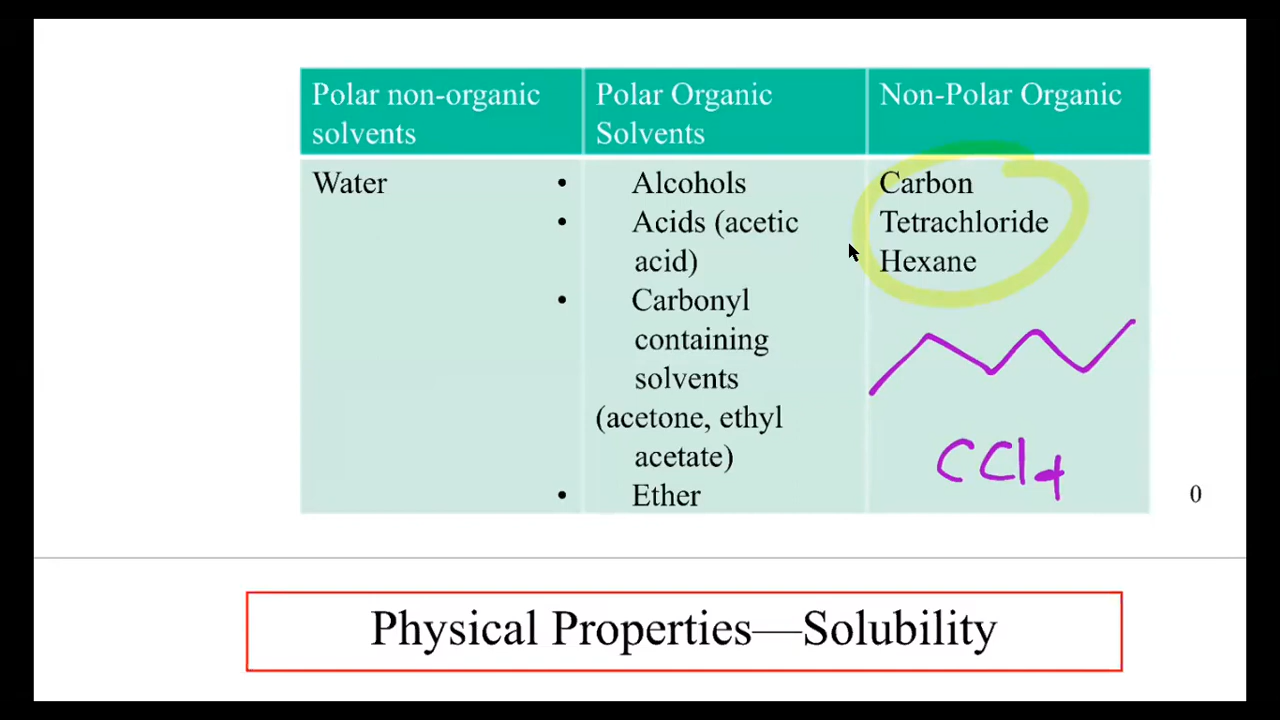 Polar non-organic
solvents
Polar Organic
Solvents
Non-Polar Organic
Water
• Alcohols
• Acids (acetic
acid)
• Carbonyl
containing
solvents
(acetone, ethyl
acetate)
• Ether
Carbon
Tetrachloride
Hexane
CCl4
0
Physical Properties—Solubility